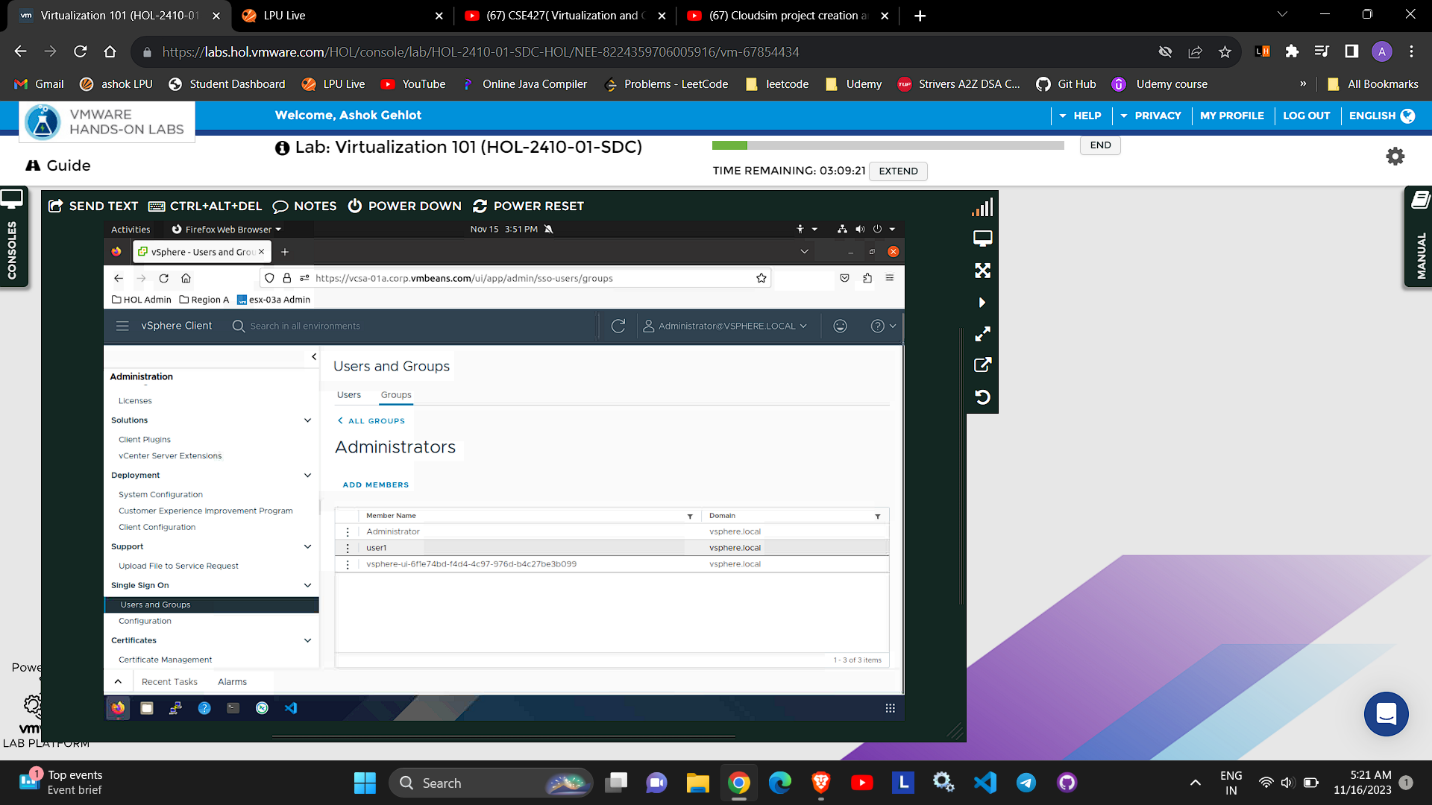 Virtualization 101 (HOL-2410-01
LPU Live
(67) CSE427( Virtualization and C
(67) Cloudsim project creation a
https://labs.hol.vmware.com/HOL/console/lab/HOL-2410-01-SDC-HOL/NEE-8224359706005916/vm-67854434
A
Gmail
ashok LPU
Student Dashboard
LPU Live
YouTube
Online Java Compiler
Problems - LeetCode
leetcode
Udemy
Strivers A2Z DSA C...
Git Hub
Udemy course
»
All Bookmarks
VMWARE
HANDS-ON LABS
Welcome, Ashok Gehlot
HELP
PRIVACY
MY PROFILE
LOG OUT
ENGLISH
Guide
Lab: Virtualization 101 (HOL-2410-01-SDC)
END
TIME REMAINING: 03:09:21
EXTEND
CONSOLES
MANUAL
SEND TEXT
CTRL+ALT+DEL
NOTES
POWER DOWN
POWER RESET
Activities
Firefox Web Browser
Nov 15 3:51 PM
vSphere - Users and Grou
https://vcsa-01a.corp.vmbeans.com/ui/app/admin/sso-users/groups
HOL Admin
Region A
esx-03a Admin
vSphere Client
Search in all environments
Administrator@VSPHERE.LOCAL
Administration
Licenses
Solutions
Client Plugins
vCenter Server Extensions
Deployment
System Configuration
Customer Experience Improvement Program
Client Configuration
Support
Upload File to Service Request
Single Sign On
Users and Groups
Configuration
Certificates
Certificate Management
Users and Groups
Users
Groups
ALL GROUPS
Administrators
ADD MEMBERS
Member Name
Domain
Administrator
vsphere.local
user1
vsphere.local
vsphere-ui-6f1e74bd-f4d4-4c97-976d-b4c27be3b099
vsphere.local
1 - 3 of 3 items
Recent Tasks
Alarms
Powe
vmw
LAB PLATFORM
1
Top events
Event brief
Search
L
ENG
IN
5:21 AM
11/16/2023
1